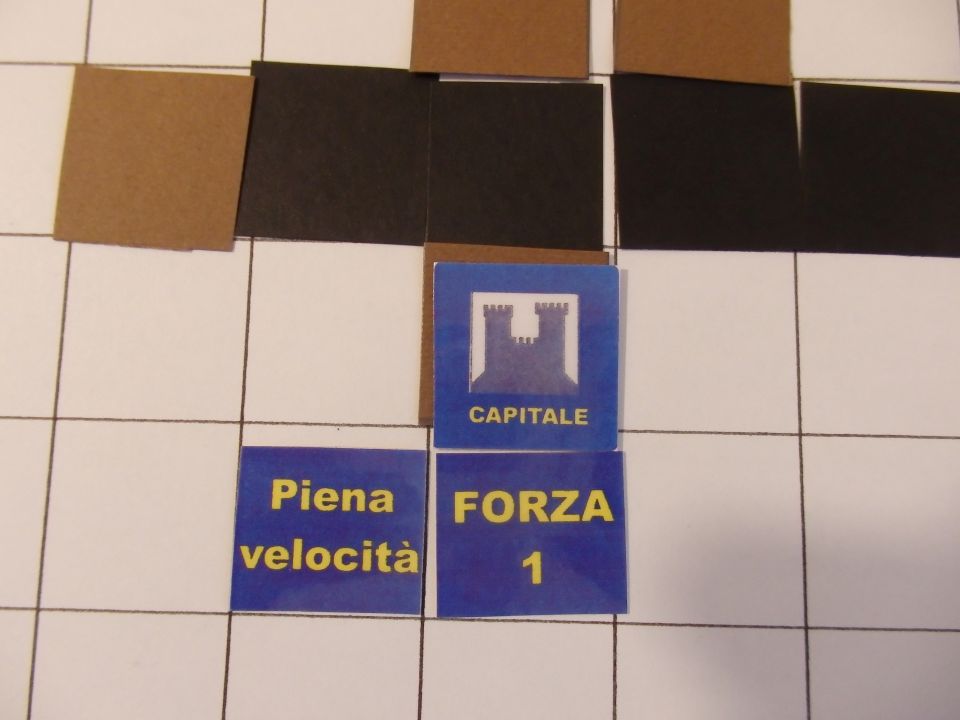 CAPITALE
Piena
velocità
FORZA
1